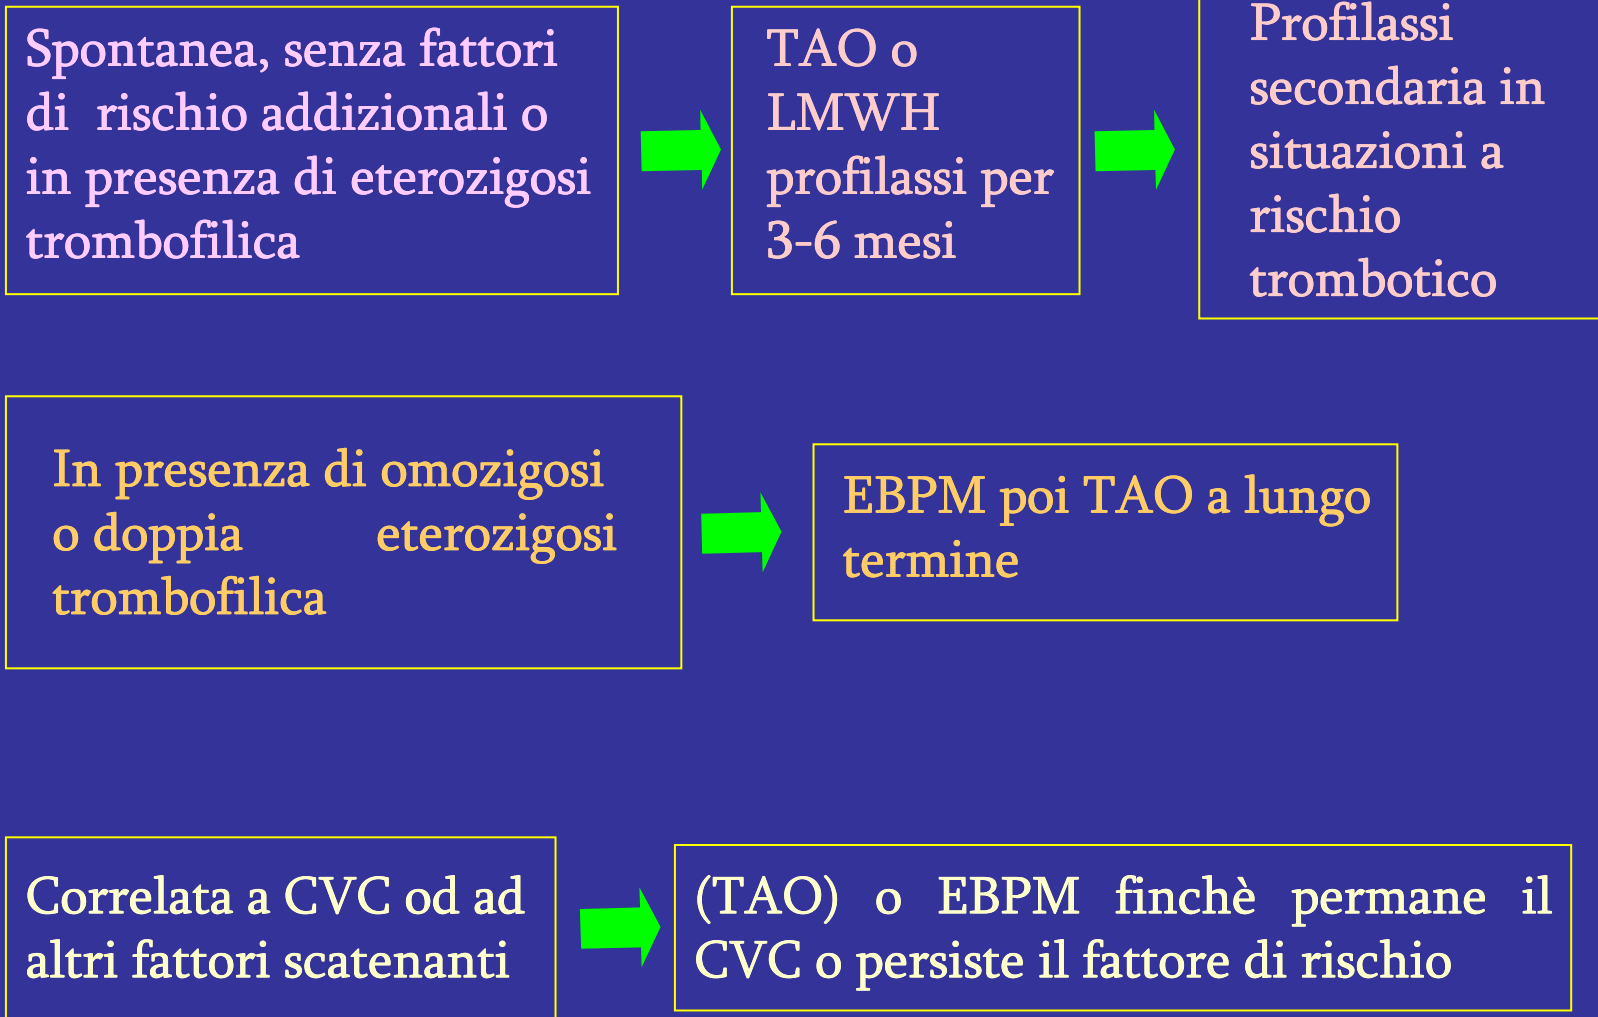 Spontanea, senza fattori
di rischio addizionali o
in presenza di eterozigosi
trombofilica
TAO o
LMWH
profilassi per
3-6 mesi
Profilassi
secondaria in
situazioni a
rischio
trombotico
In presenza di omozigosi
o doppia eterozigosi
trombofilica
EBPM poi TAO a lungo
termine
Correlata a CVC od ad
altri fattori scatenanti
(TAO) o EBPM finchè permane il
CVC o persiste il fattore di rischio